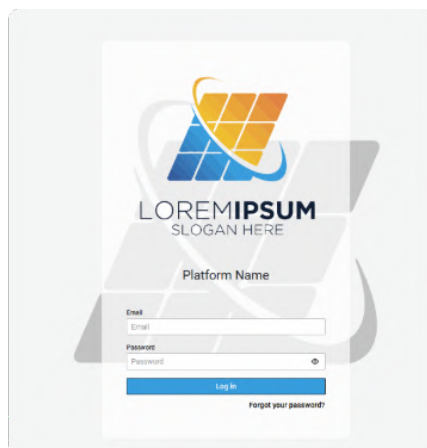 LOREMIPSUM
SLOGAN HERE
Platform Name
Email
Email
Password
Password
Log in
Forgot your password?